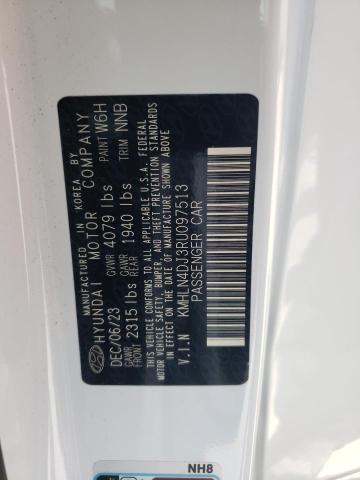 MANUFACTURED IN KOREA BY
HYUNDAI MOTOR COMPANY
DEC/06/23 GVWR 4079 lbs PAINT W6H
GAWR FRONT 2315 lbs GAWR REAR 1940 lbs TRIM NNB
THIS VEHICLE CONFORMS TO ALL APPLICABLE U.S.A. FEDERAL
MOTOR VEHICLE SAFETY, BUMPER, AND THEFT PREVENTION STANDARDS
IN EFFECT ON THE DATE OF MANUFACTURE SHOWN ABOVE
V.I.N KMHLN4DJ3RU097513
PASSENGER CAR
NH8